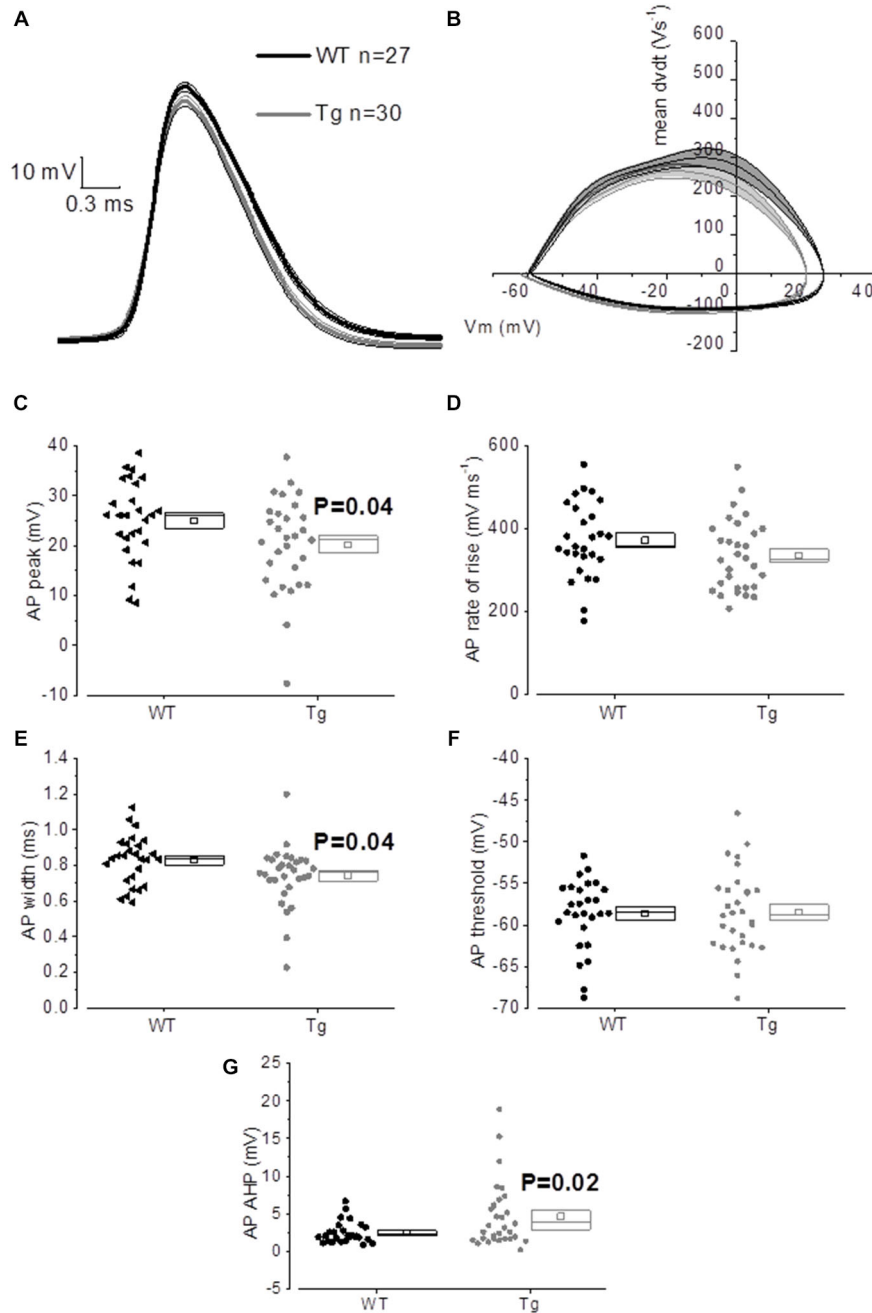 A
WT n=27
Tg n=30
10 mV
0.3 ms
B
mean dvdt (Vs⁻¹)
600
500
400
300
200
100
0
-100
-200
-60
-40
-20
0
20
40
Vm (mV)
C
AP peak (mV)
40
30
20
10
0
-10
P=0.04
WT
Tg
D
AP rate of rise (mV ms⁻¹)
600
400
200
0
WT
Tg
E
AP width (ms)
1.4
1.2
1.0
0.8
0.6
0.4
0.2
0.0
P=0.04
WT
Tg
F
AP threshold (mV)
-40
-45
-50
-55
-60
-65
-70
WT
Tg
G
AP AHP (mV)
25
20
15
10
5
0
-5
P=0.02
WT
Tg